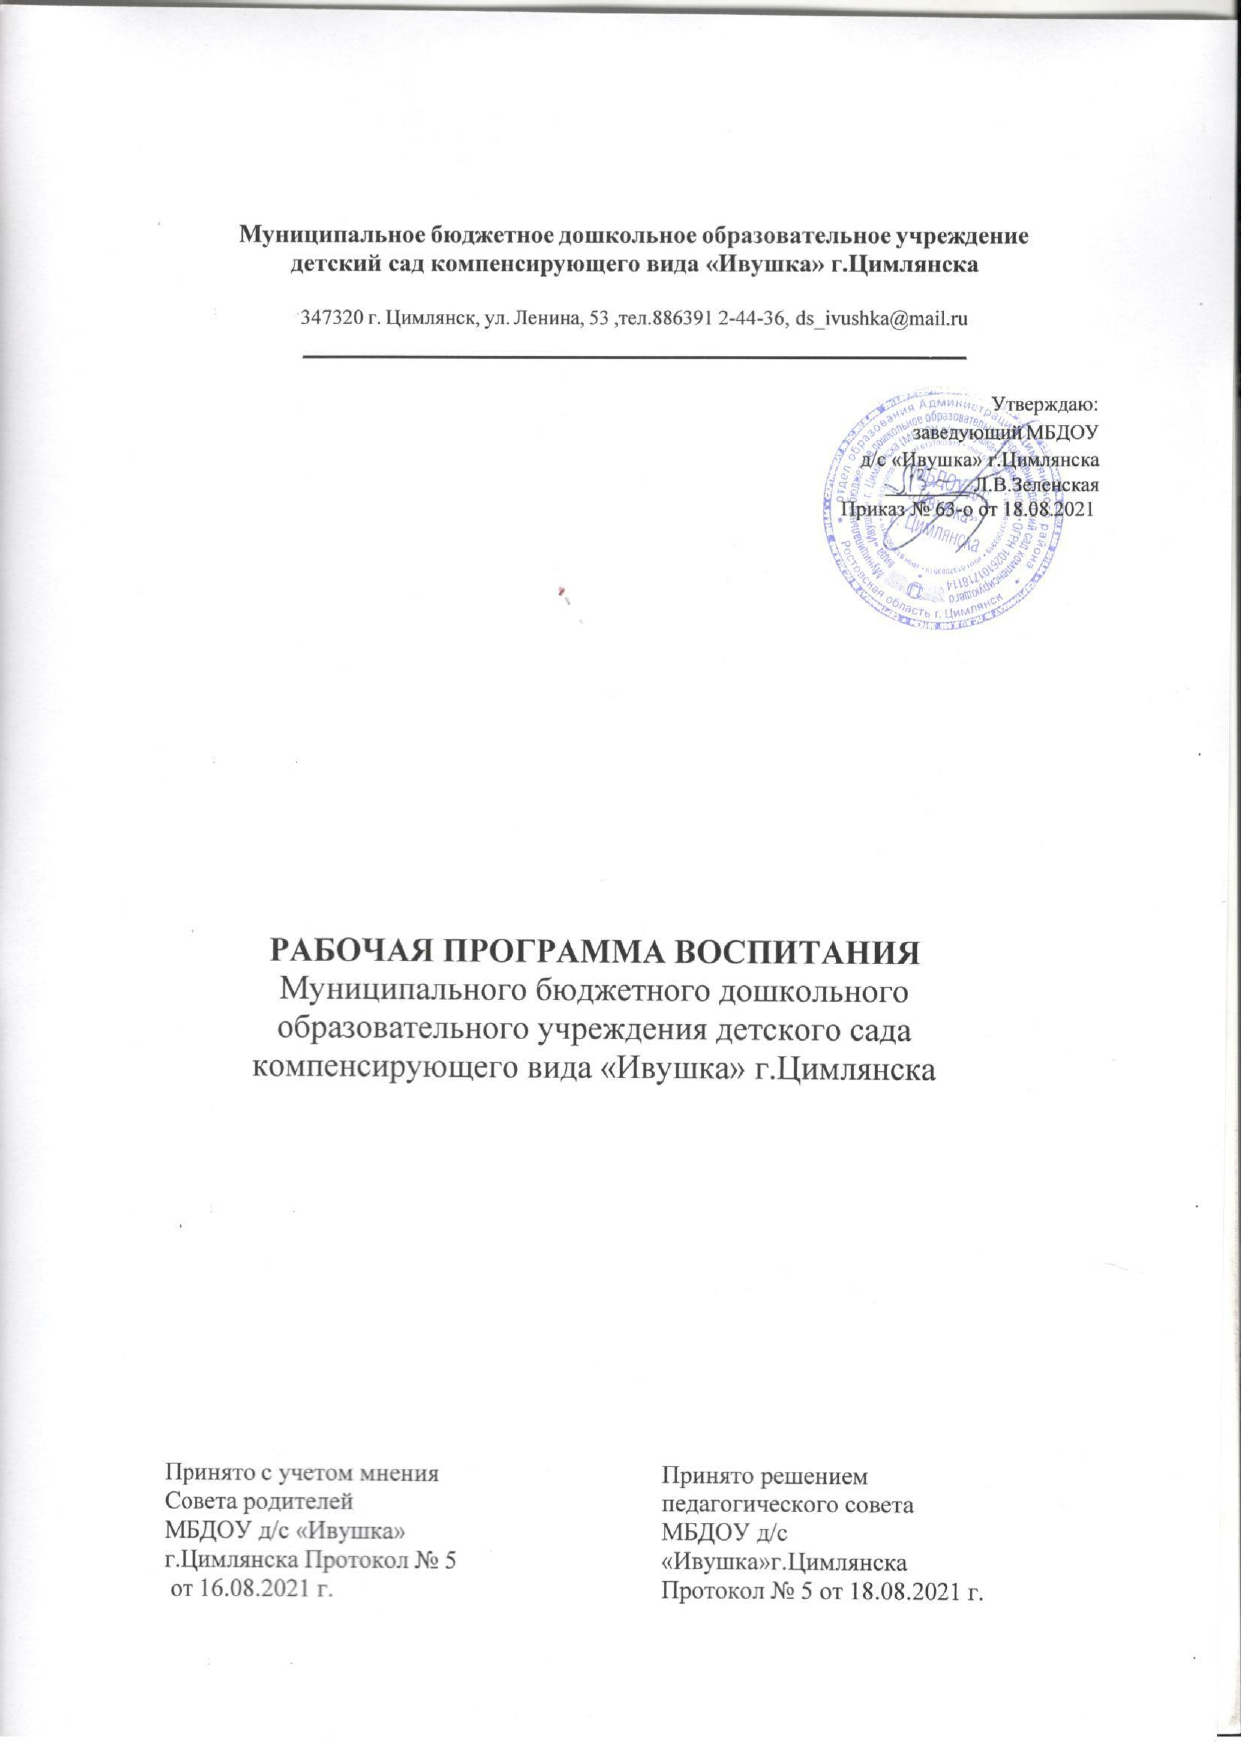 Муниципальное бюджетное дошкольное образовательное учреждение
детский сад компенсирующего вида «Ивушка» г.Цимлянска
347320 г. Цимлянск, ул. Ленина, 53 ,тел.886391 2-44-36, ds_ivushka@mail.ru
Утверждаю:
заведующий МБДОУ
д/с «Ивушка» г.Цимлянска
Л.В.Зеленская
Приказ № 63-о от 18.08.2021
Ростовская область г. Цимлянск
Цимлянска
РАБОЧАЯ ПРОГРАММА ВОСПИТАНИЯ
Муниципального бюджетного дошкольного
образовательного учреждения детского сада
компенсирующего вида «Ивушка» г.Цимлянска
Принято с учетом мнения
Совета родителей
МБДОУ д/с «Ивушка»
г.Цимлянска Протокол № 5
от 16.08.2021 г.
Принято решением
педагогического совета
МБДОУ д/с
«Ивушка»г.Цимлянска
Протокол № 5 от 18.08.2021 г.